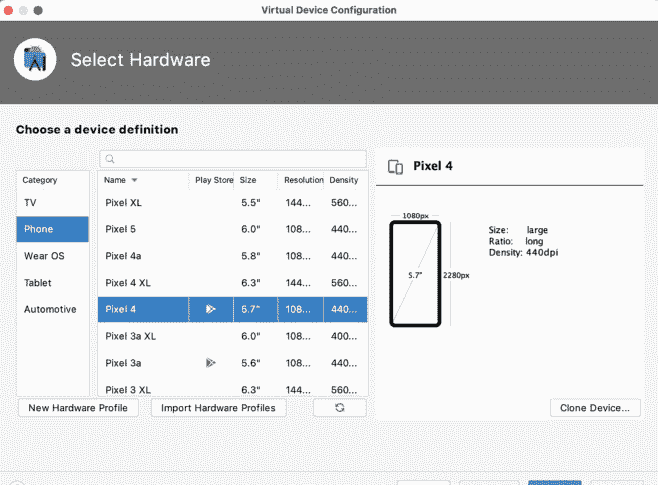 Virtual Device Configuration
Select Hardware
Choose a device definition
Category
TV
Phone
Wear OS
Tablet
Automotive
Name Play Store Size Resolution Density
Pixel XL 5.5" 144... 560...
Pixel 5 6.0" 108... 440...
Pixel 4a 5.8" 108... 440...
Pixel 4 XL 6.3" 144... 560...
Pixel 4 5.7" 108... 440...
Pixel 3a XL 6.0" 108... 400...
Pixel 3a 5.6" 108... 440...
Pixel 3 XL 6.3" 144... 560...
New Hardware Profile
Import Hardware Profiles
Pixel 4
1080px
5.7"
2280px
Size: large
Ratio: long
Density: 440dpi
Clone Device...